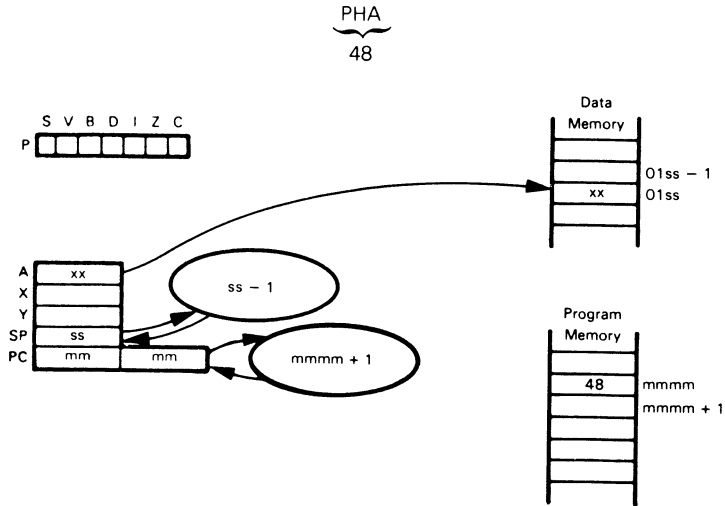 PHA
48
S V B D I Z C
P
Data
Memory
01ss - 1
xx 01ss
A xx
X
Y
SP ss
PC mm mm
ss - 1
mmmm + 1
Program
Memory
48 mmmm
mmmm + 1